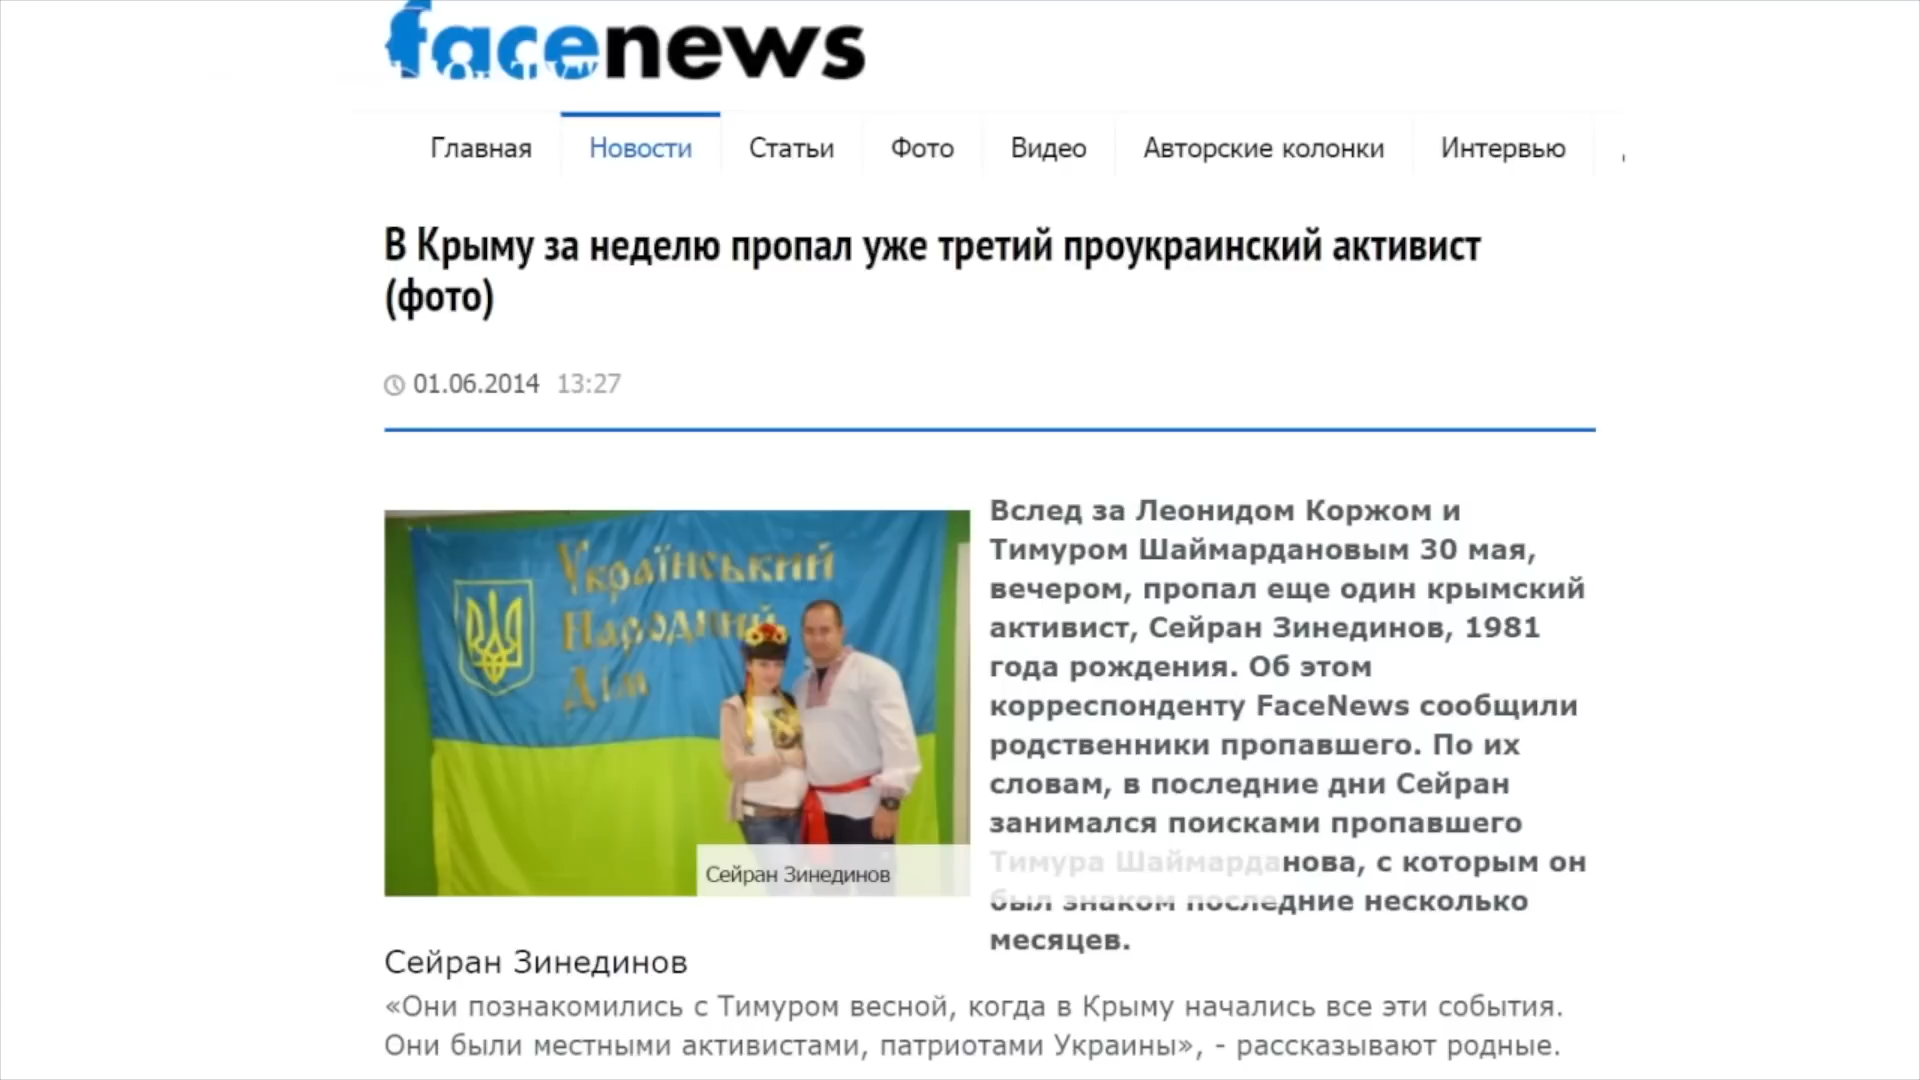 facenews
Главная Новости Статьи Фото Видео Авторские колонки Интервью
В Крыму за неделю пропал уже третий проукраинский активист
(фото)
01.06.2014 13:27
Український
Народний
Дім
Сейран Зинединов
Вслед за Леонидом Коржом и
Тимуром Шаймардановым 30 мая,
вечером, пропал еще один крымский
активист, Сейран Зинединов, 1981
года рождения. Об этом
корреспонденту FaceNews сообщили
родственники пропавшего. По их
словам, в последние дни Сейран
занимался поисками пропавшего
Тимура Шаймарданова, с которым он
был знаком последние несколько
месяцев.
Сейран Зинединов
«Они познакомились с Тимуром весной, когда в Крыму начались все эти события.
Они были местными активистами, патриотами Украины», - рассказывают родные.